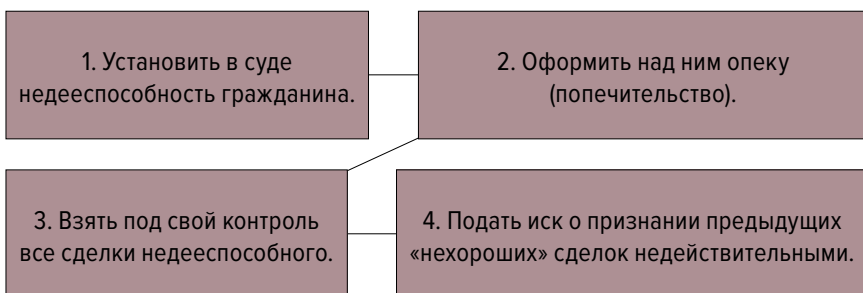 1. Установить в суде
недееспособность гражданина.
2. Оформить над ним опеку
(попечительство).
3. Взять под свой контроль
все сделки недееспособного.
4. Подать иск о признании предыдущих
«нехороших» сделок недействительными.